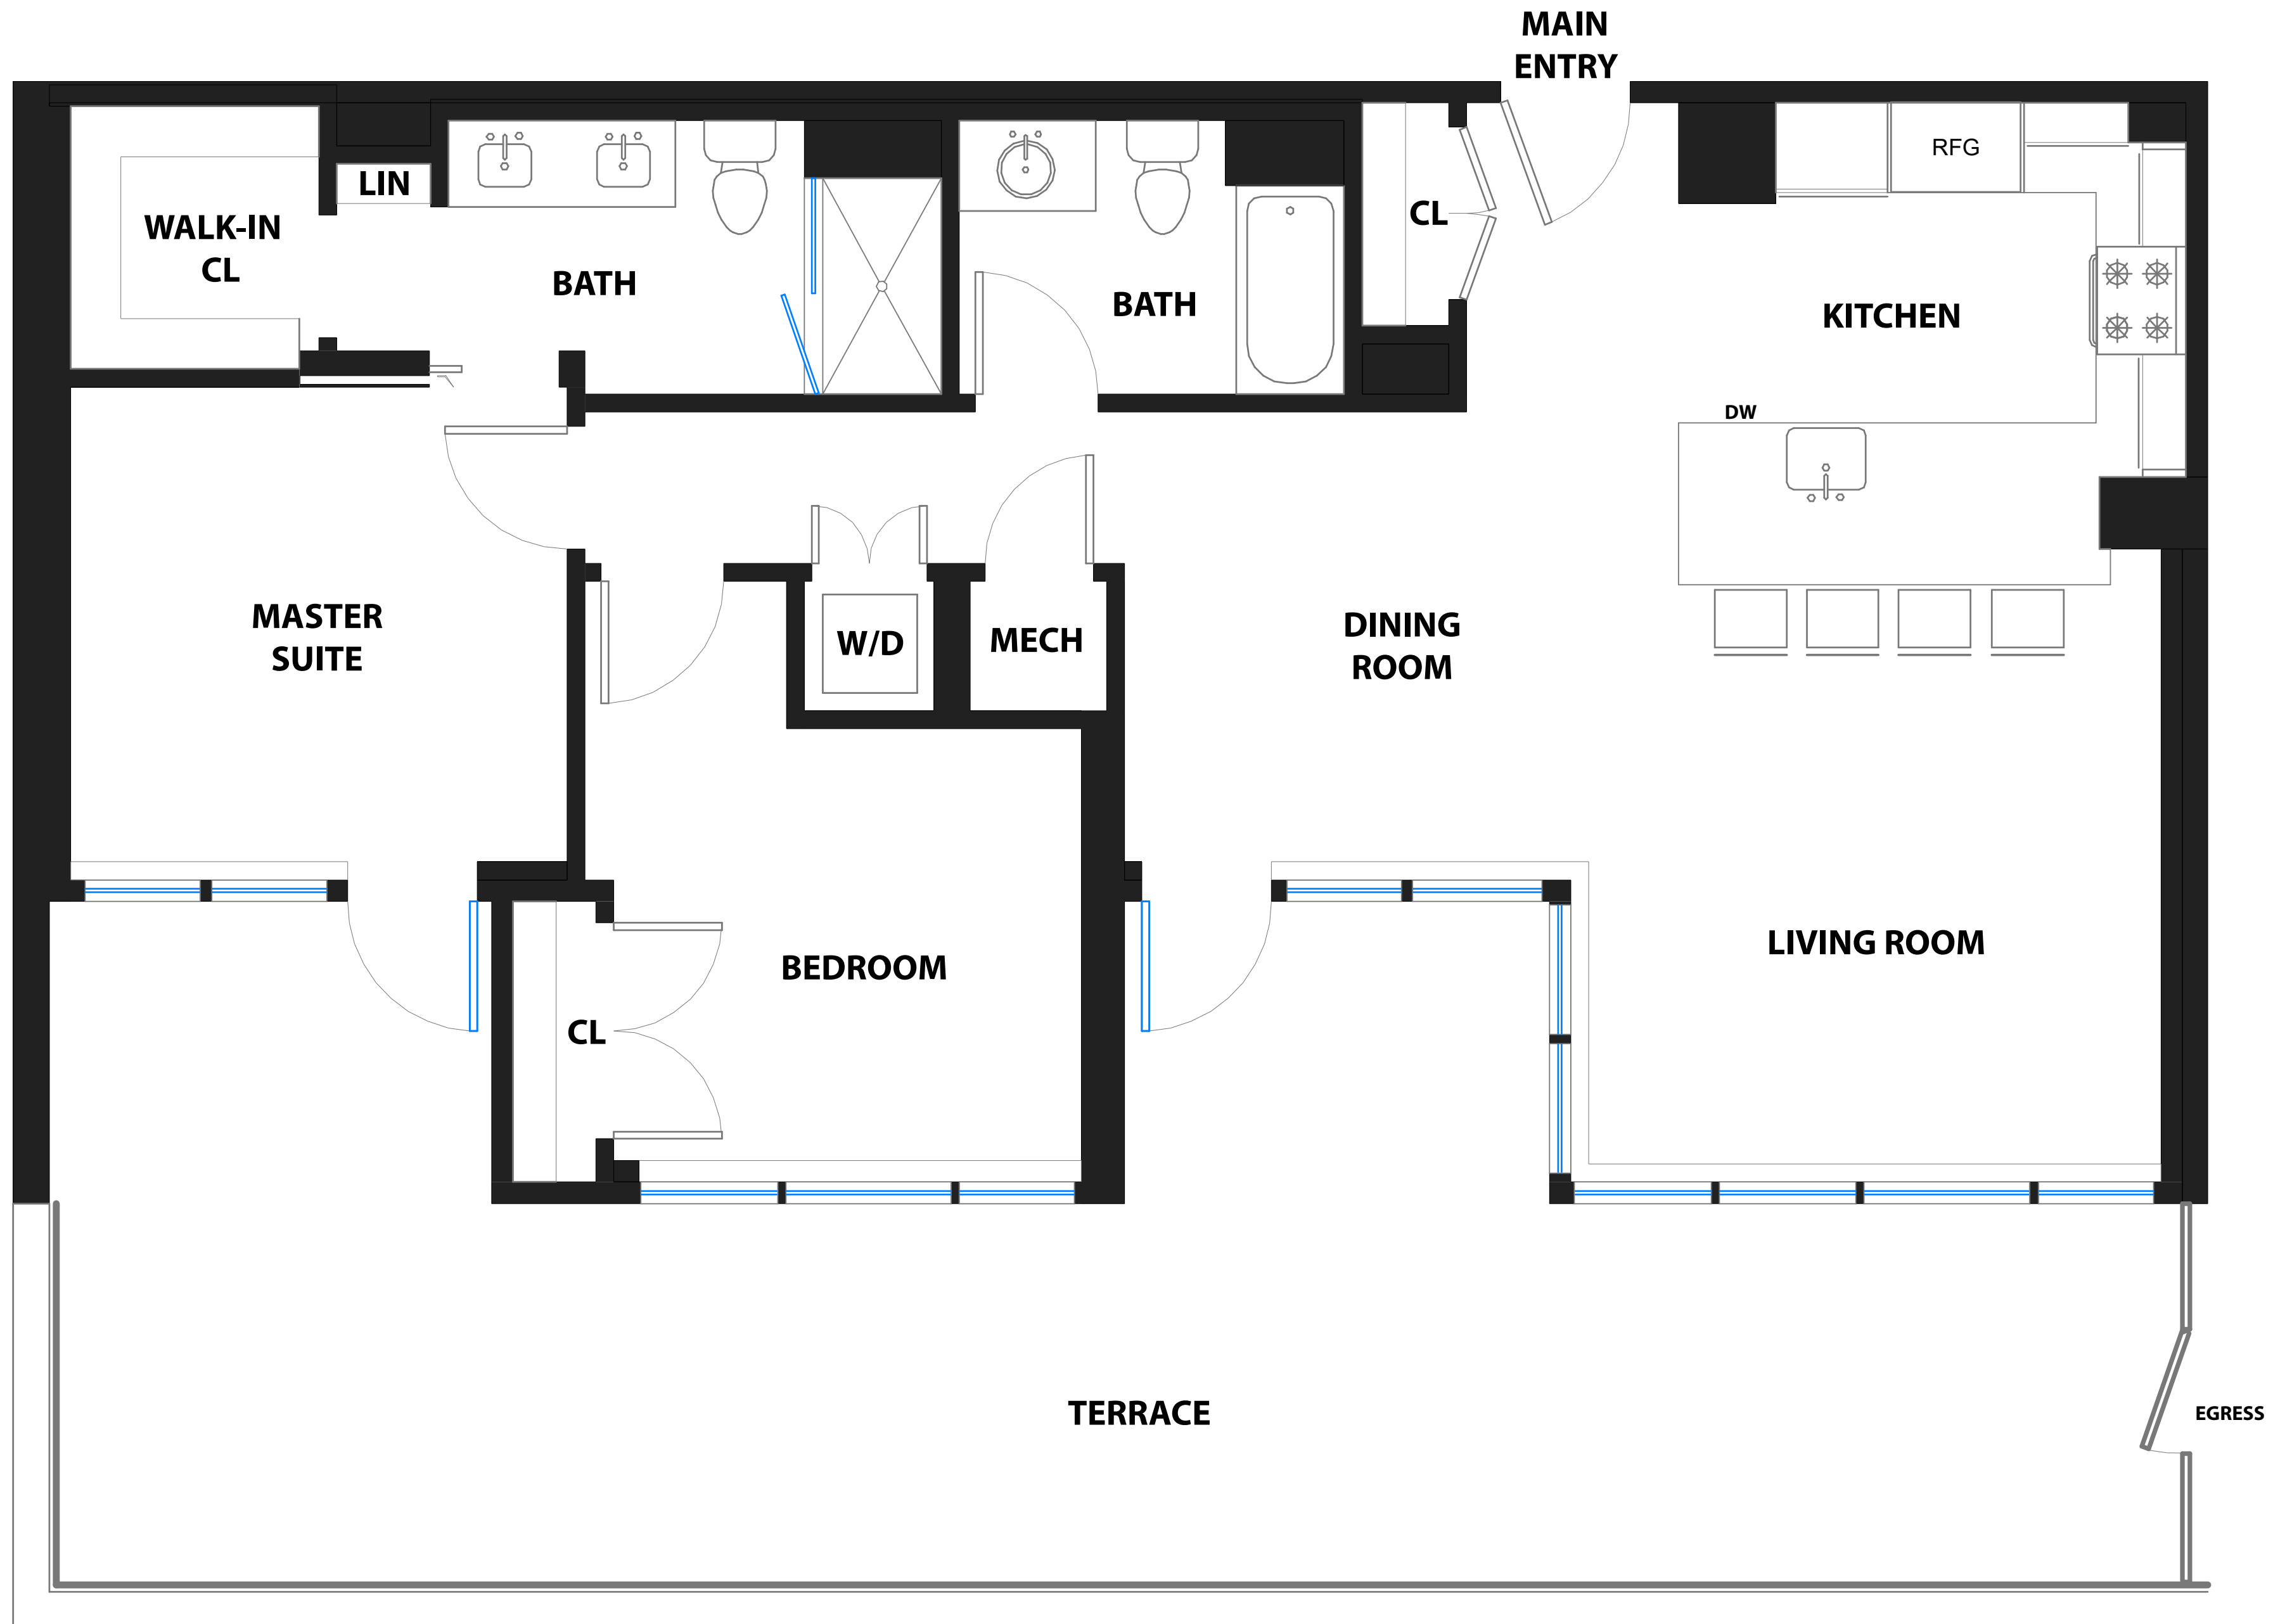 MAIN
ENTRY
RFG
LIN
WALK-IN
CL
CL
BATH
BATH
KITCHEN
DW
MASTER
SUITE
W/D
MECH
DINING
ROOM
LIVING ROOM
BEDROOM
CL
TERRACE
EGRESS